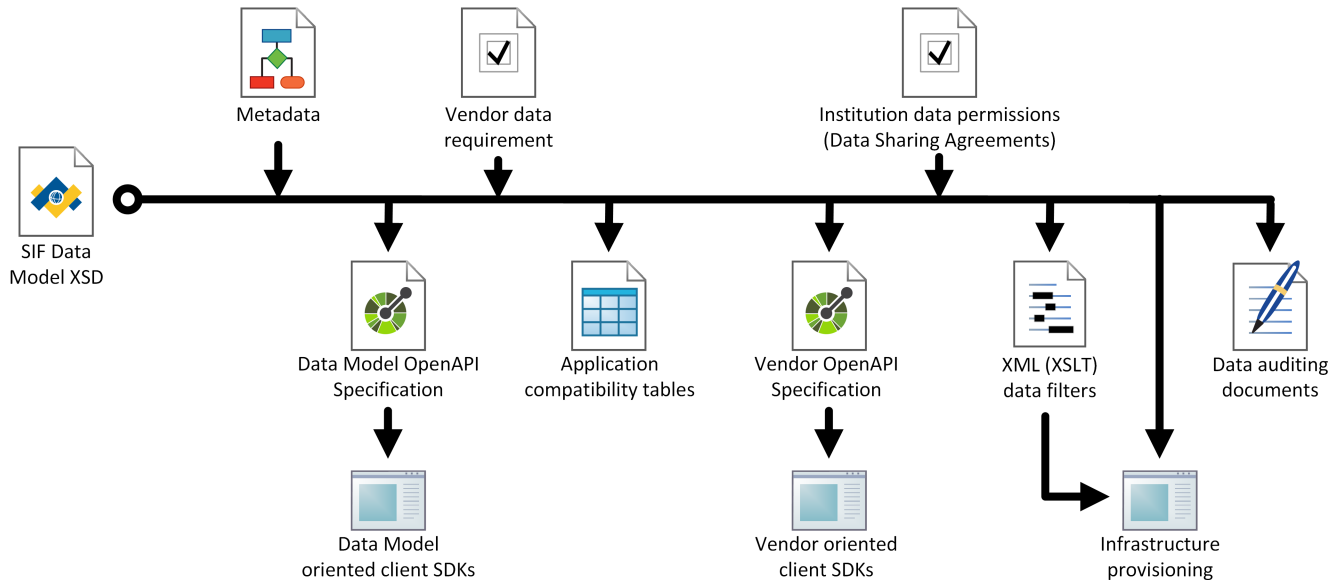 Metadata
Vendor data
requirement
Institution data permissions
(Data Sharing Agreements)
SIF Data
Model XSD
Data Model OpenAPI
Specification
Application
compatibility tables
Vendor OpenAPI
Specification
XML (XSLT)
data filters
Data auditing
documents
Data Model
oriented client SDKs
Vendor oriented
client SDKs
Infrastructure
provisioning